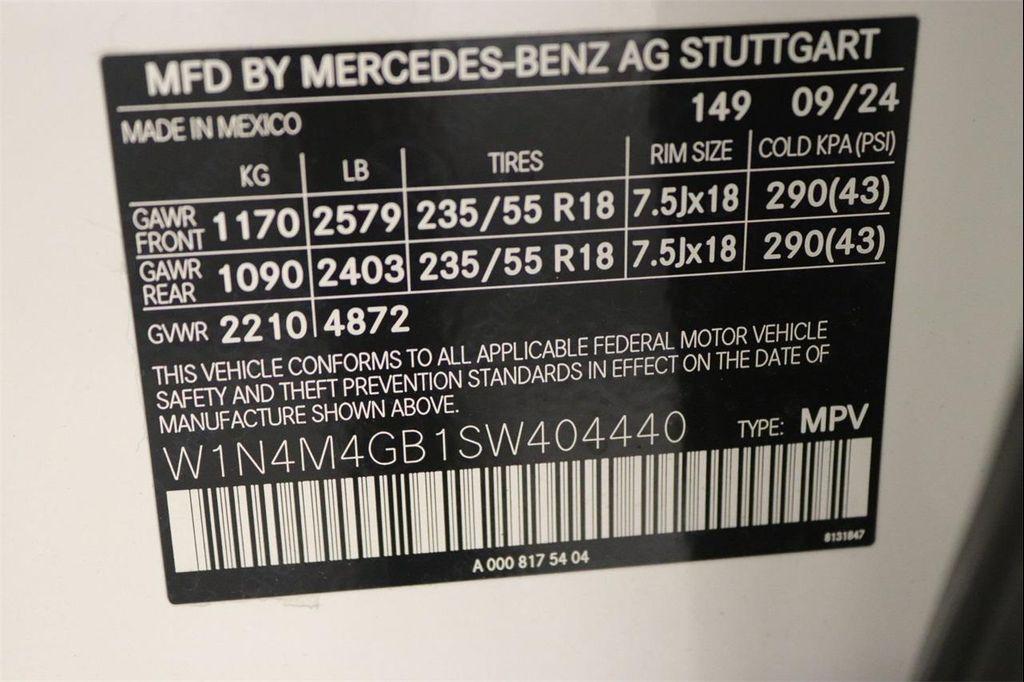 MFD BY MERCEDES-BENZ AG STUTTGART
149 09/24
MADE IN MEXICO
KG LB TIRES RIM SIZE COLD KPA (PSI)
GAWR FRONT 1170 2579 235/55 R18 7.5Jx18 290(43)
GAWR REAR 1090 2403 235/55 R18 7.5Jx18 290(43)
GVWR 2210 4872
THIS VEHICLE CONFORMS TO ALL APPLICABLE FEDERAL MOTOR VEHICLE
SAFETY AND THEFT PREVENTION STANDARDS IN EFFECT ON THE DATE OF
MANUFACTURE SHOWN ABOVE.
W1N4M4GB1SW404440 TYPE: MPV
8131847
A 000 817 54 04